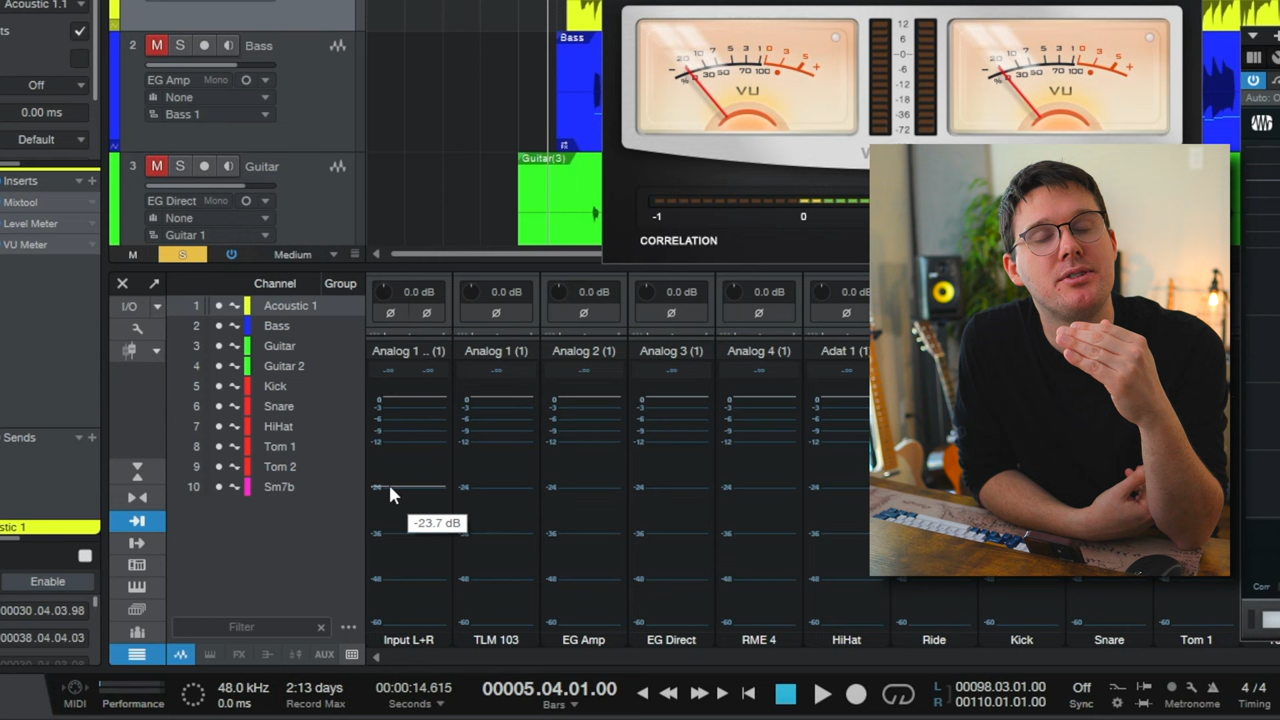 Acoustic 1.1
Off
0.00 ms
Default
Inserts
Mixtool
Level Meter
VU Meter
Sends
Enable
00030.04.03.98
00038.04.04.03
2 M S Bass
EG Amp Mono
None
Bass 1
3 M S Guitar
EG Direct Mono
None
Guitar 1
M S Medium
Bass
Guitar(3)
VU
VU
12
6
-0-
-6
-12
-18
-36
-72
-1 0
CORRELATION
Auto: O
Channel Group
I/O
1 Acoustic 1
2 Bass
3 Guitar
4 Guitar 2
5 Kick
6 Snare
7 HiHat
8 Tom 1
9 Tom 2
10 Sm7b
Filter
FX AUX
0.0 dB 0.0 dB 0.0 dB 0.0 dB 0.0 dB 0.0
Analog 1 .. (1) Analog 1 (1) Analog 2 (1) Analog 3 (1) Analog 4 (1) Adat 1 (1)
0
-3
-6
-9
-12
-24
-36
-48
-60
-23.7 dB
Input L+R TLM 103 EG Amp EG Direct RME 4 HiHat Ride Kick Snare Tom 1
MIDI
Performance
48.0 kHz
0.0 ms
2:13 days
Record Max
00:00:14.615
Seconds
00005.04.01.00
Bars
L 00098.03.01.00
R 00110.01.01.00
Off
Sync
Metronome
4 / 4
Timing